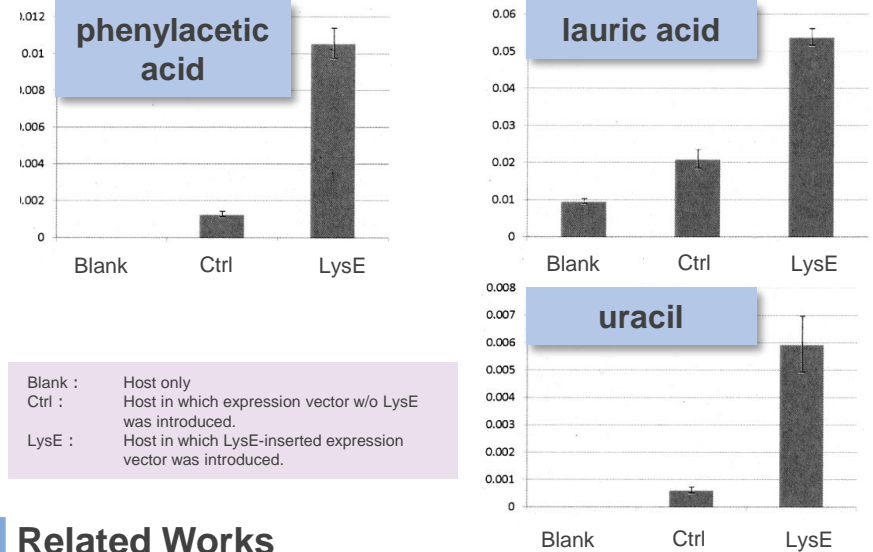 phenylacetic
acid
0.012
0.01
0.008
0.006
0.004
0.002
0
Blank Ctrl LysE
lauric acid
0.06
0.05
0.04
0.03
0.02
0.01
0
Blank Ctrl LysE
uracil
0.008
0.007
0.006
0.005
0.004
0.003
0.002
0.001
0
Blank Ctrl LysE
Blank : Host only
Ctrl : Host in which expression vector w/o LysE
was introduced.
LysE : Host in which LysE-inserted expression
vector was introduced.
Related Works